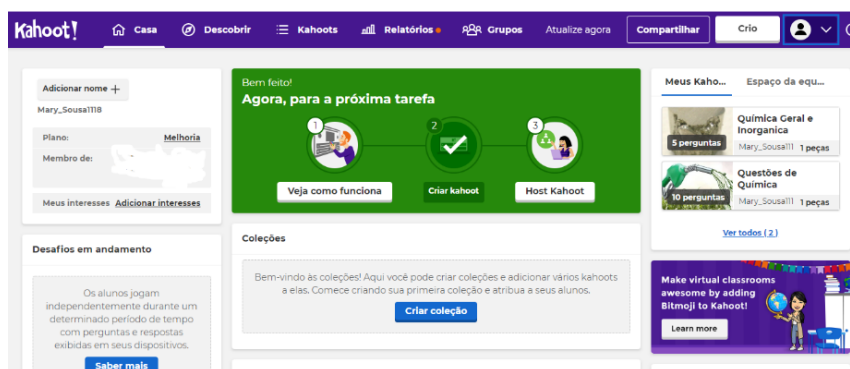 Kahoot! Casa Descobrir Kahoots Relatórios Grupos Atualize agora Compartilhar Crio
Adicionar nome +
Mary_Sousa1118
Plano: Melhoria
Membro de:
Meus interesses Adicionar interesses
Desafios em andamento
Os alunos jogam
independentemente durante um
determinado período de tempo
com perguntas e respostas
exibidas em seus dispositivos.
Saber mais
Bem feito!
Agora, para a próxima tarefa
1 2 3
Veja como funciona Criar kahoot Host Kahoot
Coleções
Bem-vindo às coleções! Aqui você pode criar coleções e adicionar vários kahoots
a elas. Comece criando sua primeira coleção e atribua a seus alunos.
Criar coleção
Meus Kaho... Espaço da equ...
Química Geral e
Inorganica
5 perguntas
Mary_Sousa111 1 peças
Questões de
Química
10 perguntas
Mary_Sousa111 1 peças
Ver todos ( 2 )
Make virtual classrooms
awesome by adding
Bitmoji to Kahoot!
Learn more